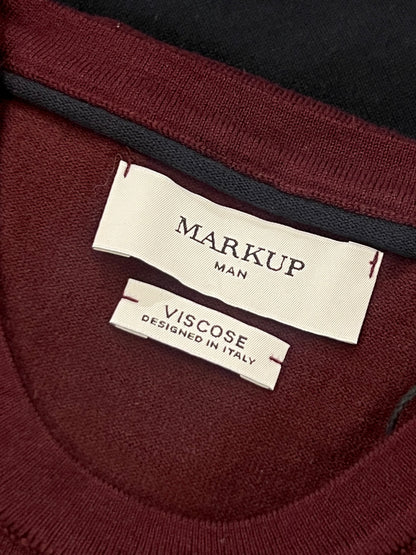 MARKUP
MAN
VISCOSE
DESIGNED IN ITALY